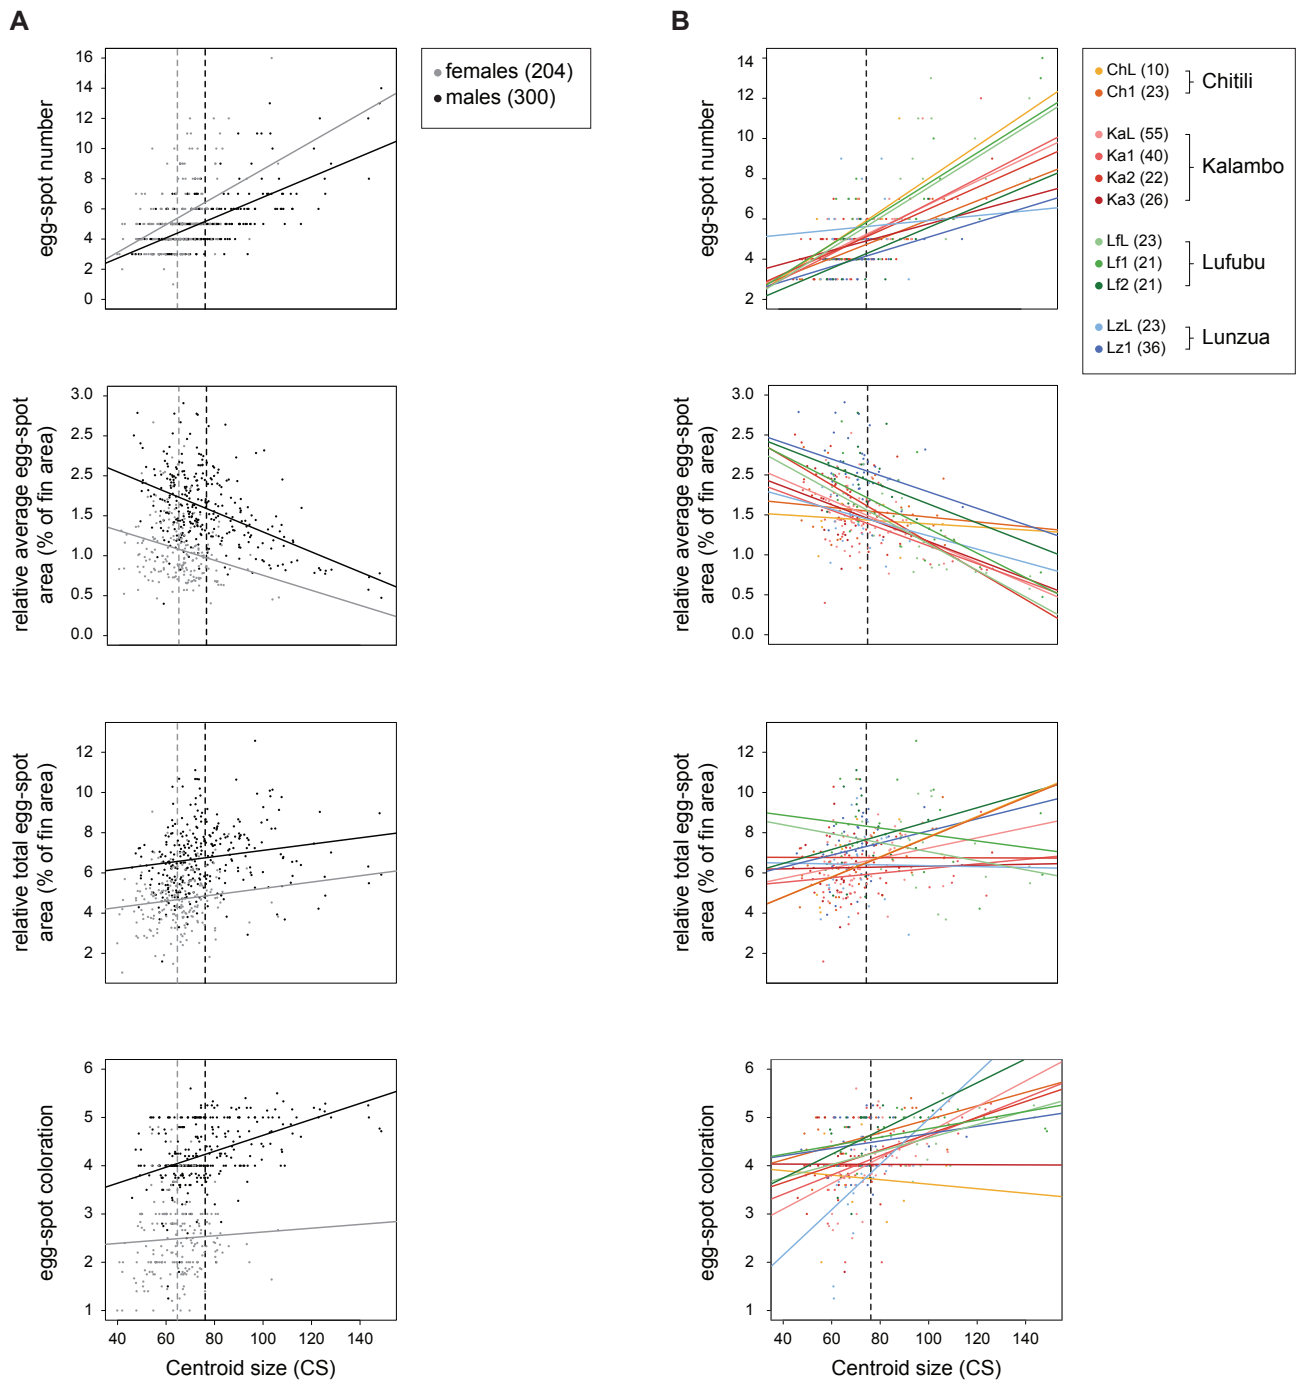 A
B
16
14
12
10
8
6
4
2
0
egg-spot number
females (204)
males (300)
14
12
10
8
6
4
2
egg-spot number
ChL (10)
Ch1 (23)
Chitili
KaL (55)
Ka1 (40)
Ka2 (22)
Ka3 (26)
Kalambo
LfL (23)
Lf1 (21)
Lf2 (21)
Lufubu
LzL (23)
Lz1 (36)
Lunzua
3.0
2.5
2.0
1.5
1.0
0.5
0.0
relative average egg-spot
area (% of fin area)
3.0
2.5
2.0
1.5
1.0
0.5
0.0
relative average egg-spot
area (% of fin area)
12
10
8
6
4
2
relative total egg-spot
area (% of fin area)
12
10
8
6
4
2
relative total egg-spot
area (% of fin area)
6
5
4
3
2
1
egg-spot coloration
40 60 80 100 120 140
Centroid size (CS)
6
5
4
3
2
1
egg-spot coloration
40 60 80 100 120 140
Centroid size (CS)